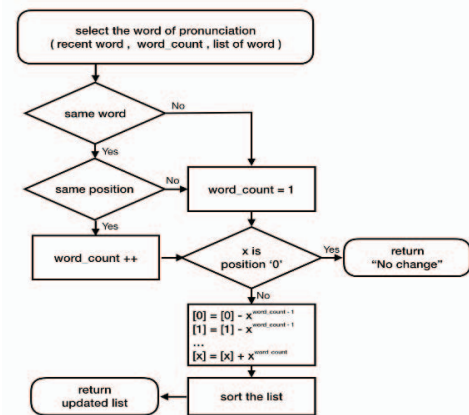 select the word of pronunciation
( recent word , word_count , list of word )
same word
No
Yes
same position
No
word_count = 1
Yes
word_count ++
x is
position ‘0’
Yes
return
“No change”
No
[0] = [0] - x^word_count - 1
[1] = [1] - x^word_count - 1
...
[x] = [x] + x^word_count
sort the list
return
updated list